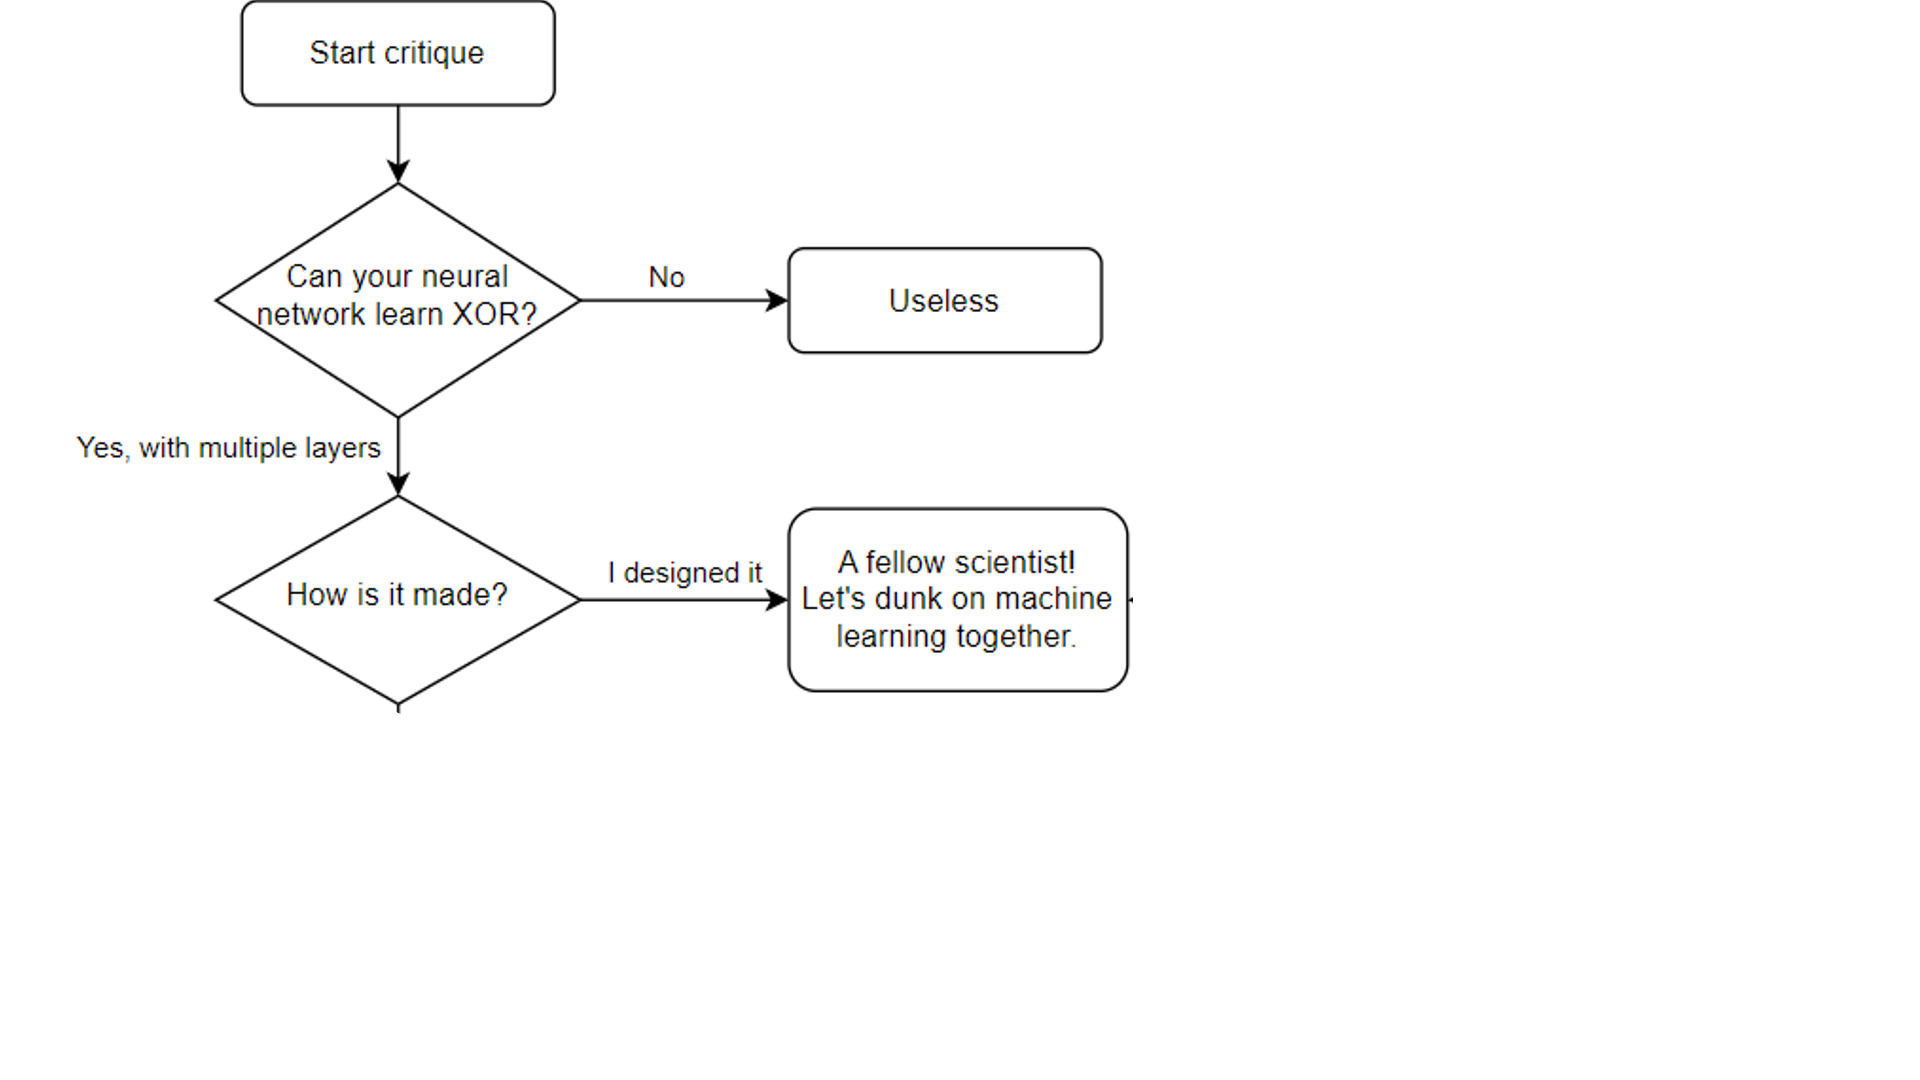 Start critique
Can your neural
network learn XOR?
No
Useless
Yes, with multiple layers
How is it made?
I designed it
A fellow scientist!
Let's dunk on machine
learning together.